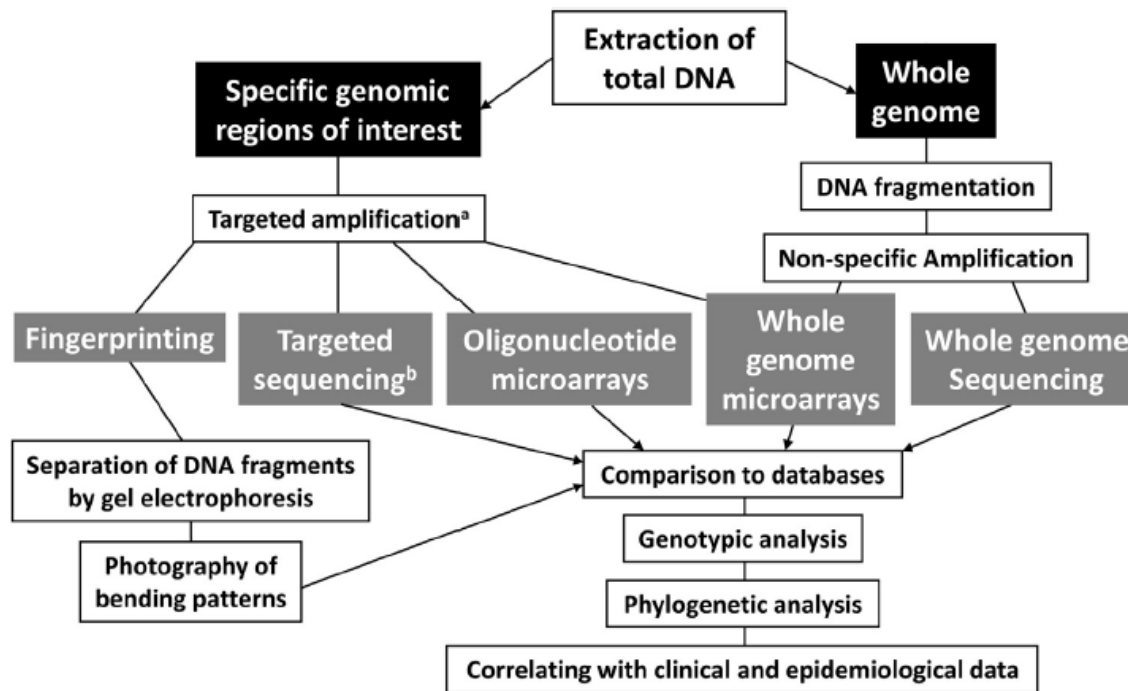 Extraction of
total DNA
Specific genomic
regions of interest
Whole
genome
DNA fragmentation
Targeted amplificationᵃ
Non-specific Amplification
Fingerprinting
Targeted
sequencingᵇ
Oligonucleotide
microarrays
Whole
genome
microarrays
Whole genome
Sequencing
Separation of DNA fragments
by gel electrophoresis
Comparison to databases
Photography of
bending patterns
Genotypic analysis
Phylogenetic analysis
Correlating with clinical and epidemiological data